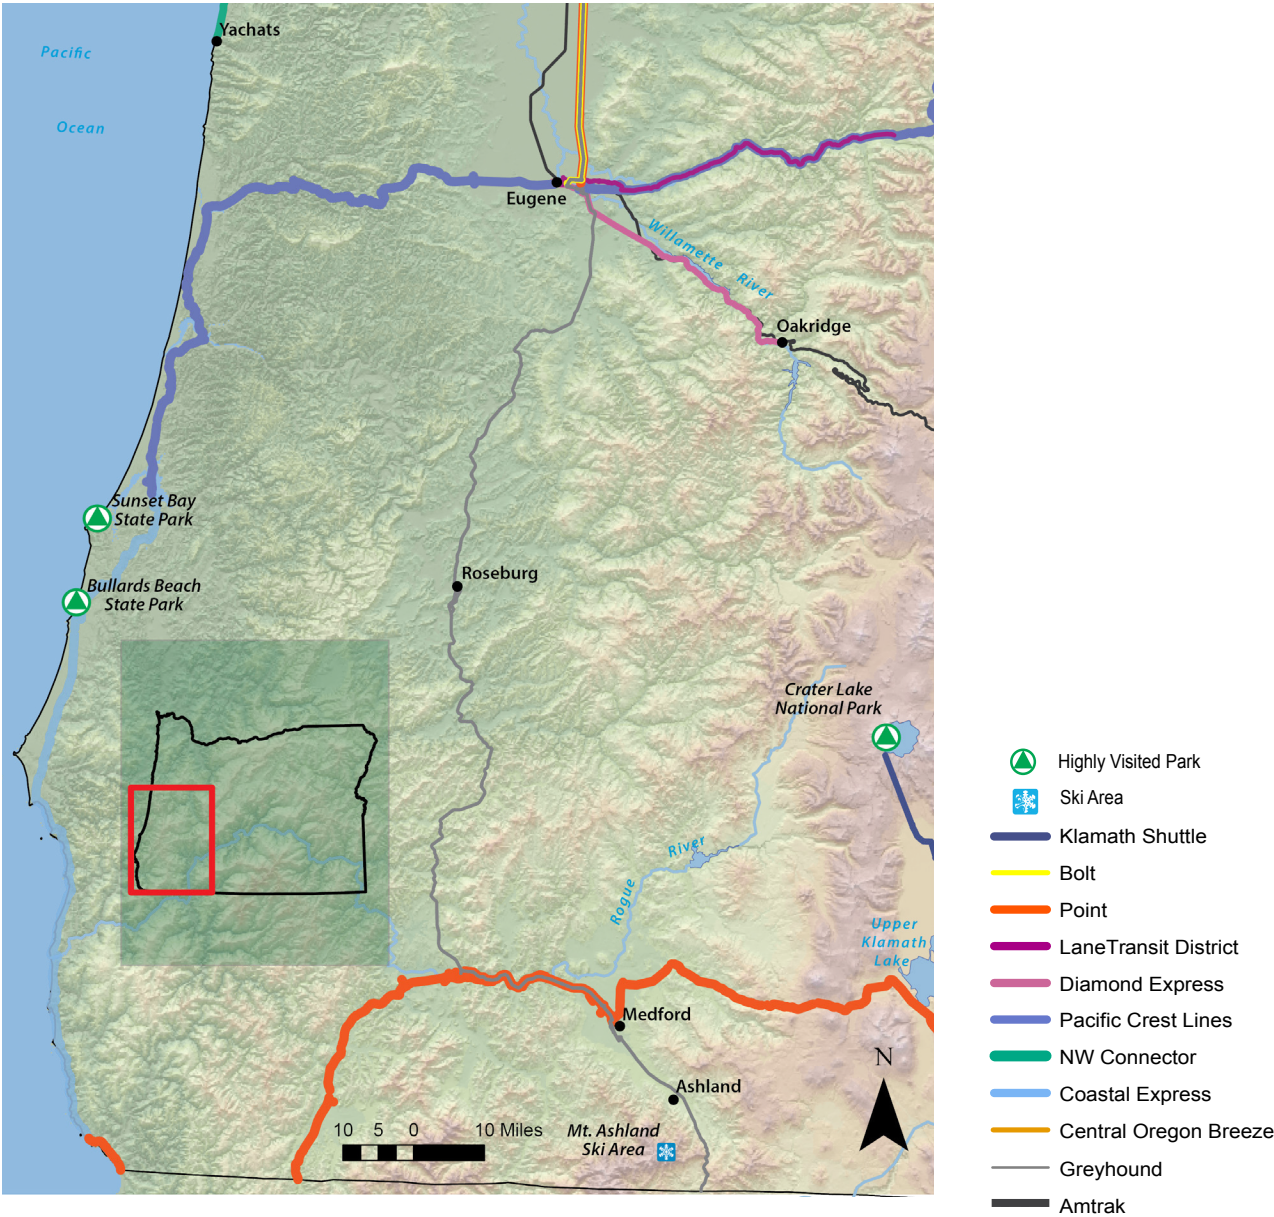 Yachats
Pacific
Ocean
Eugene
Willamette River
Oakridge
Sunset Bay
State Park
Roseburg
Bullards Beach
State Park
Crater Lake
National Park
Rogue River
Upper
Klamath
Lake
Medford
Ashland
10 5 0 10 Miles
Mt. Ashland
Ski Area
N
Highly Visited Park
Ski Area
Klamath Shuttle
Bolt
Point
LaneTransit District
Diamond Express
Pacific Crest Lines
NW Connector
Coastal Express
Central Oregon Breeze
Greyhound
Amtrak